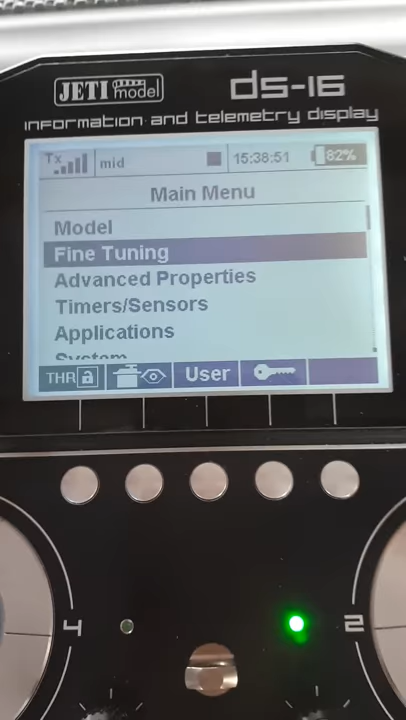 JETI model
ds-16
information and telemetry display
Tx mid 15:38:51 82%
Main Menu
Model
Fine Tuning
Advanced Properties
Timers/Sensors
Applications
System
THR User
4 2